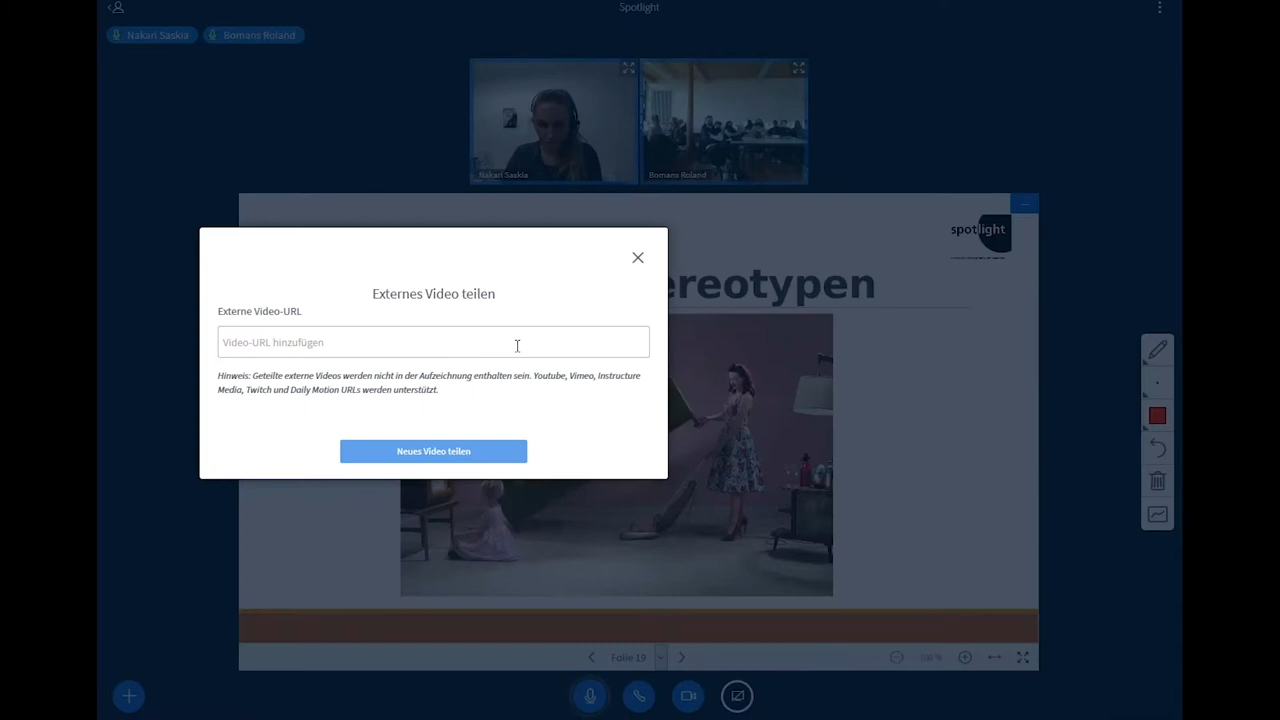 Spotlight
Nakari Saskia
Bomans Roland
Nakari Saskia
Bomans Roland
spotlight
ereotypen
Externes Video teilen
Externe Video-URL
Video-URL hinzufügen
Hinweis: Geteilte externe Videos werden nicht in der Aufzeichnung enthalten sein. Youtube, Vimeo, Instructure
Media, Twitch und Daily Motion URLs werden unterstützt.
Neues Video teilen
Folie 19
100 %